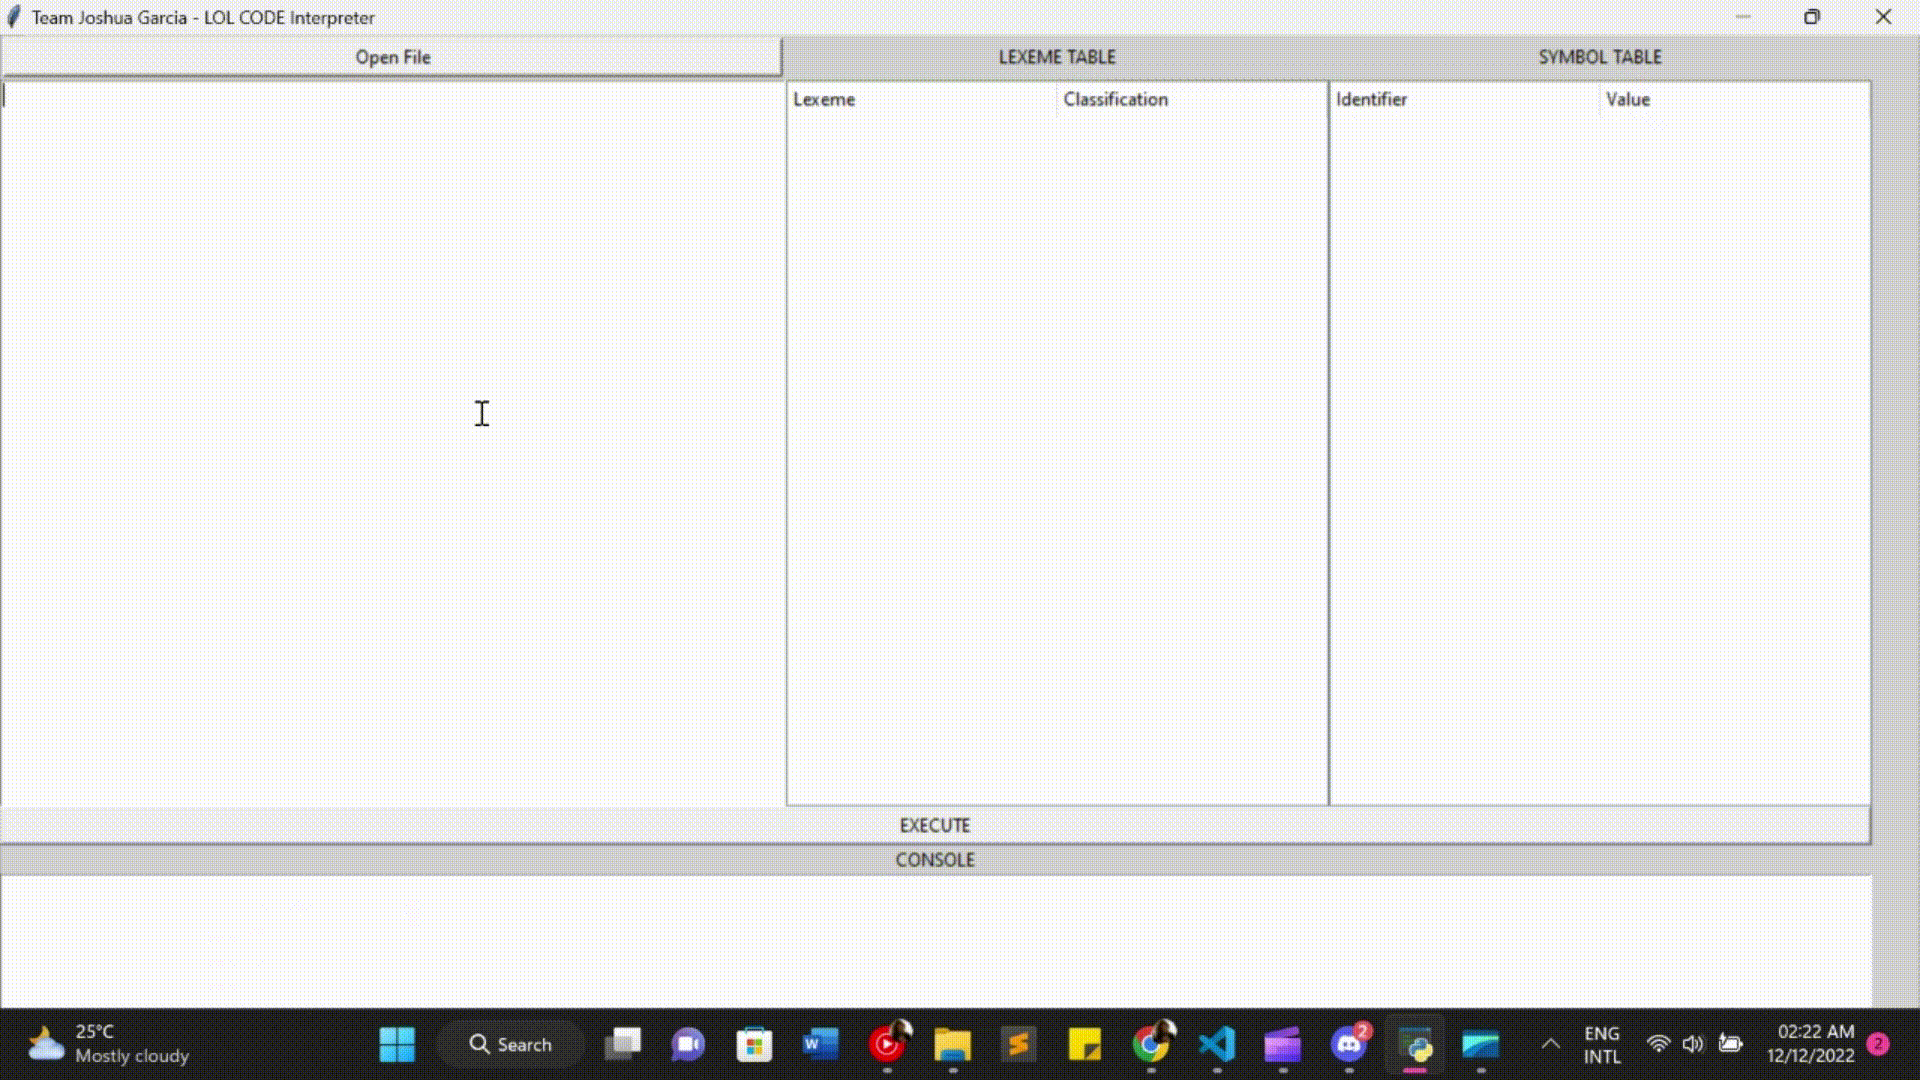 Team Joshua Garcia - LOL CODE Interpreter
Open File
LEXEME TABLE
SYMBOL TABLE
Lexeme
Classification
Identifier
Value
EXECUTE
CONSOLE
25°C
Mostly cloudy
Search
W
S
2
ENG
INTL
02:22 AM
12/12/2022
2